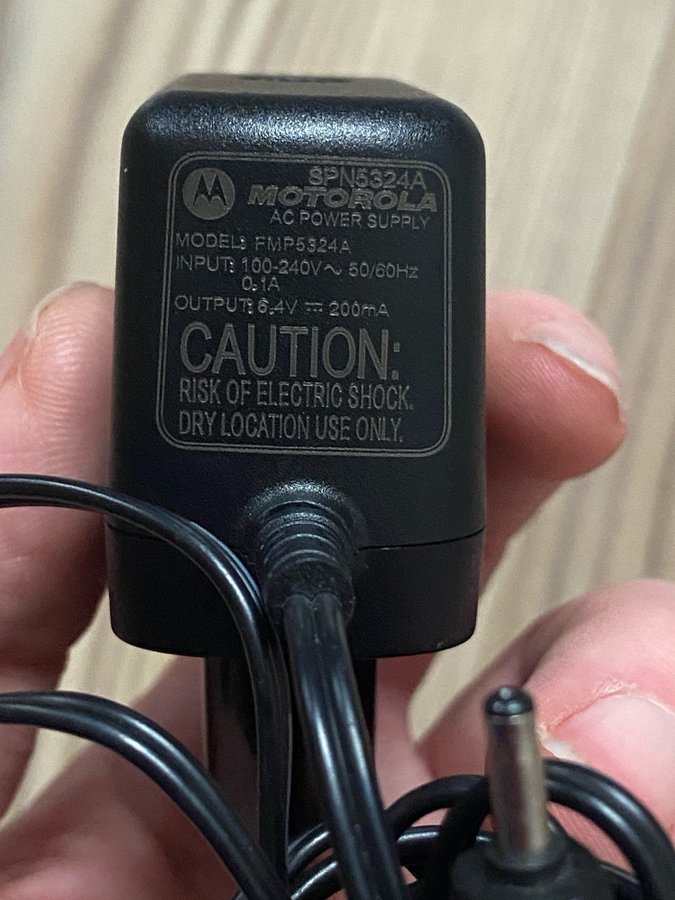 SPN5324A
MOTOROLA
AC POWER SUPPLY
MODEL: FMP5324A
INPUT: 100-240V~ 50/60Hz
0.1A
OUTPUT: 6.4V ⎓ 200mA
CAUTION:
RISK OF ELECTRIC SHOCK.
DRY LOCATION USE ONLY.